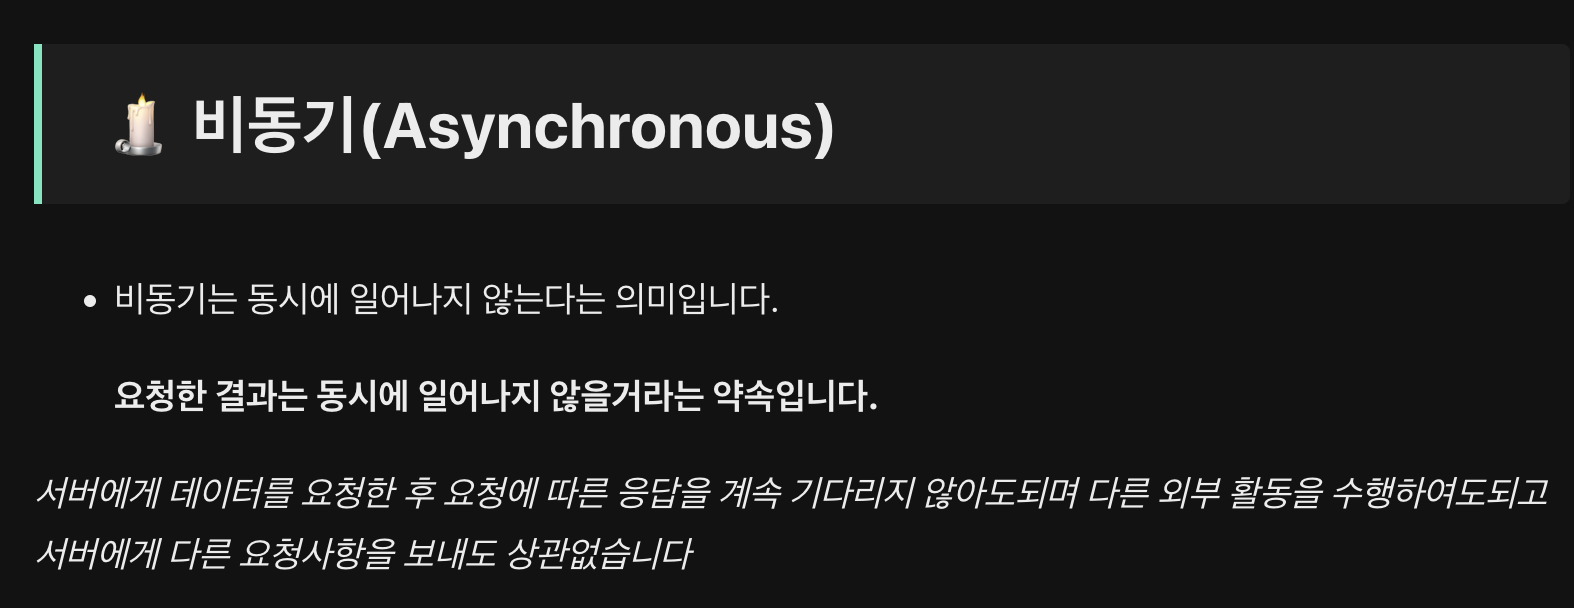 🕯️ 비동기(Asynchronous)
• 비동기는 동시에 일어나지 않는다는 의미입니다.
요청한 결과는 동시에 일어나지 않을거라는 약속입니다.
서버에게 데이터를 요청한 후 요청에 따른 응답을 계속 기다리지 않아도되며 다른 외부 활동을 수행하여도되고
서버에게 다른 요청사항을 보내도 상관없습니다